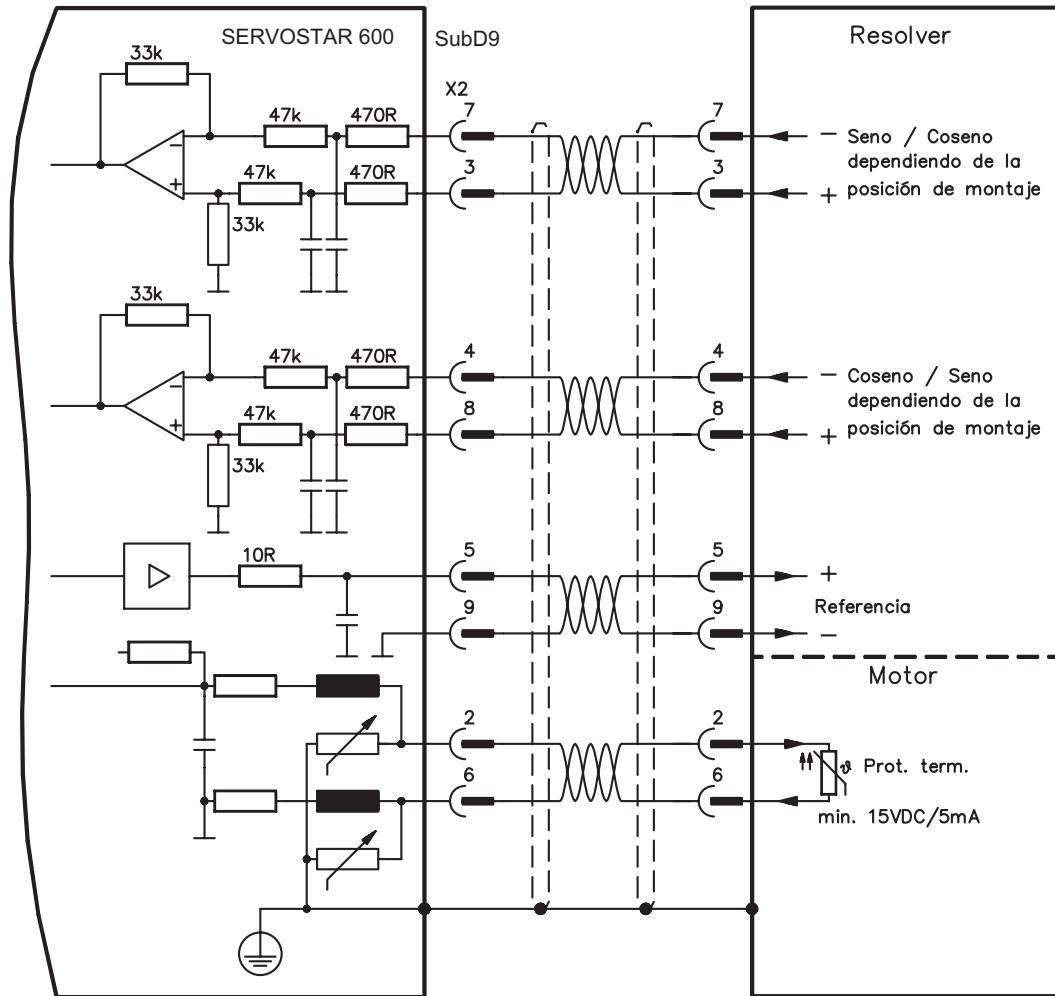 SERVOSTAR 600
SubD9
Resolver
33k
X2
47k
470R
7
7
− Seno / Coseno
dependiendo de la
posición de montaje
−
+
47k
470R
3
3
+
33k
33k
47k
470R
4
4
− Coseno / Seno
dependiendo de la
posición de montaje
−
+
47k
470R
8
8
+
33k
10R
5
5
+
Referencia
9
9
−
Motor
2
2
ϑ Prot. term.
6
6
min. 15VDC/5mA